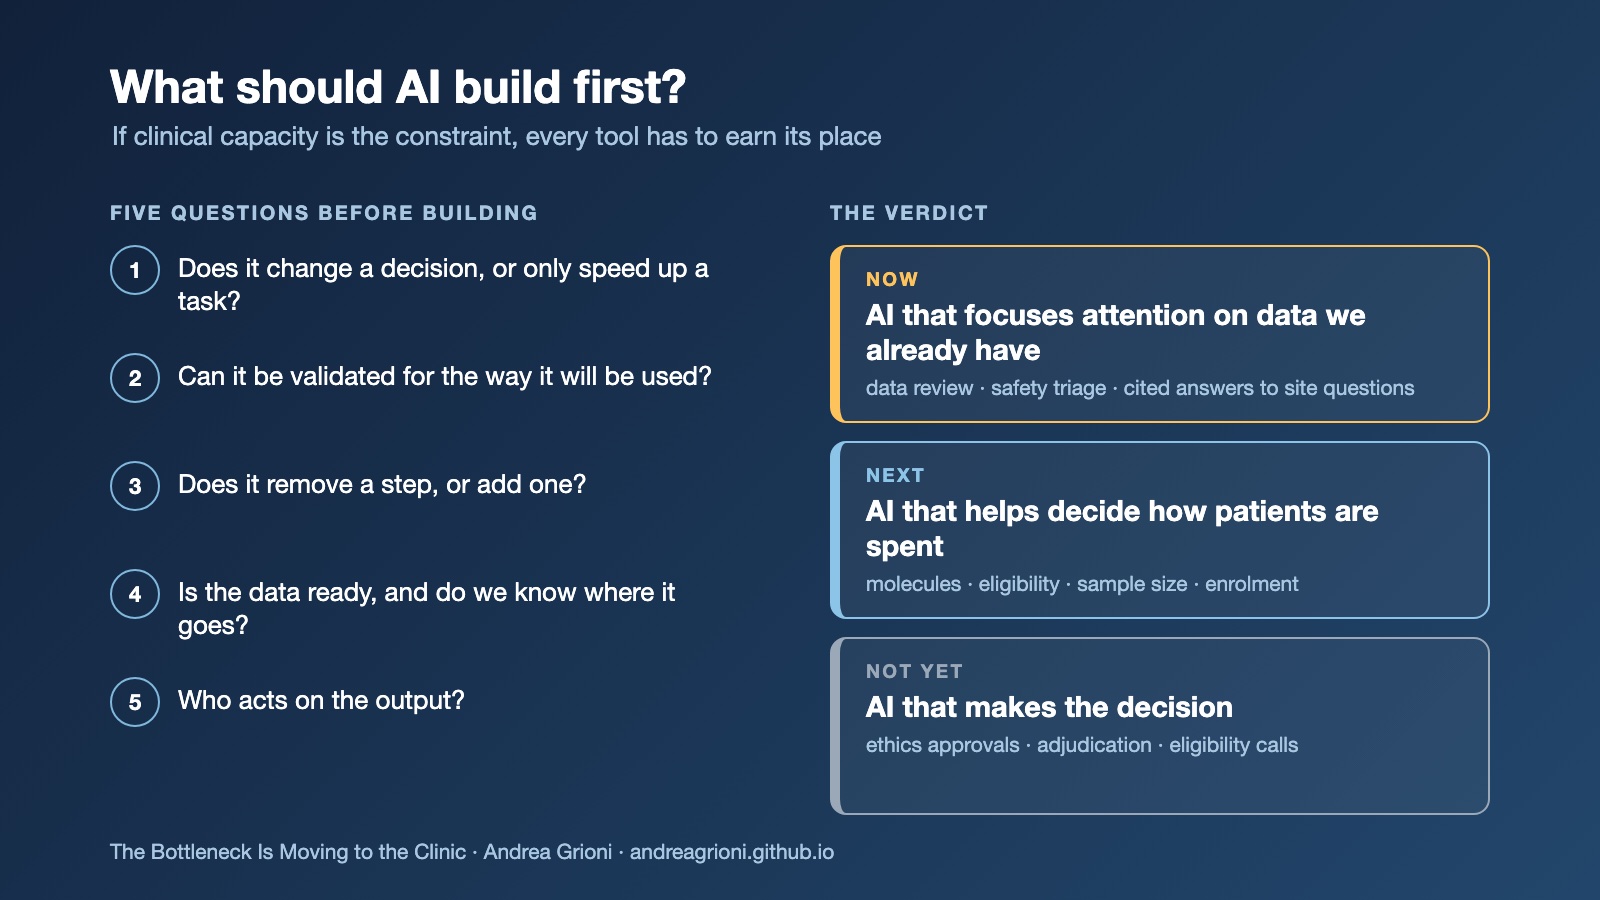 What should AI build first?
If clinical capacity is the constraint, every tool has to earn its place
FIVE QUESTIONS BEFORE BUILDING
1
Does it change a decision, or only speed up a
task?
2
Can it be validated for the way it will be used?
3
Does it remove a step, or add one?
4
Is the data ready, and do we know where it
goes?
5
Who acts on the output?
THE VERDICT
NOW
AI that focuses attention on data we
already have
data review · safety triage · cited answers to site questions
NEXT
AI that helps decide how patients are
spent
molecules · eligibility · sample size · enrolment
NOT YET
AI that makes the decision
ethics approvals · adjudication · eligibility calls
The Bottleneck Is Moving to the Clinic · Andrea Grioni · andreagrioni.github.io